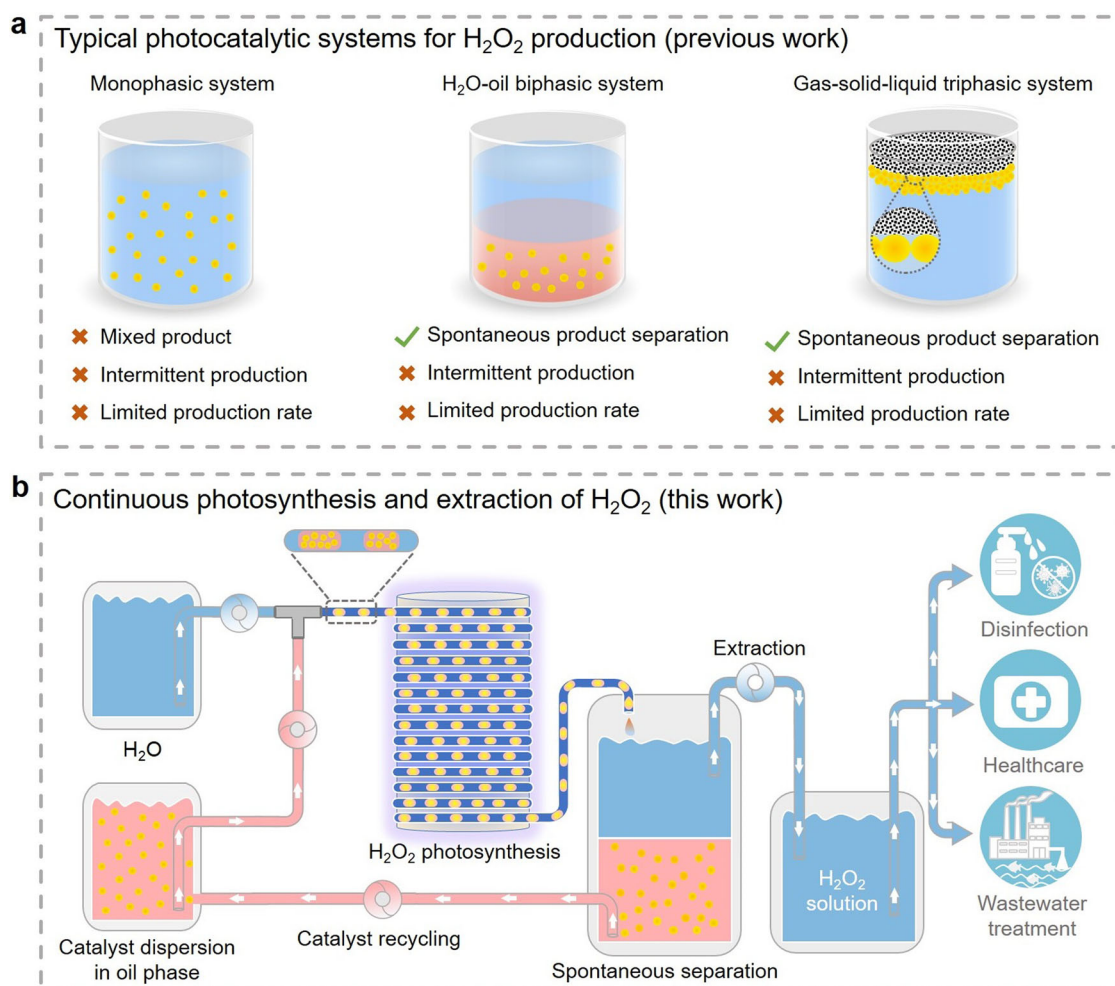 a
Typical photocatalytic systems for H₂O₂ production (previous work)
Monophasic system
H₂O-oil biphasic system
Gas-solid-liquid triphasic system
✖ Mixed product
✖ Intermittent production
✖ Limited production rate
✓ Spontaneous product separation
✖ Intermittent production
✖ Limited production rate
✓ Spontaneous product separation
✖ Intermittent production
✖ Limited production rate
b
Continuous photosynthesis and extraction of H₂O₂ (this work)
H₂O
H₂O₂ photosynthesis
Extraction
Disinfection
Healthcare
Wastewater
treatment
H₂O₂
solution
Catalyst dispersion
in oil phase
Catalyst recycling
Spontaneous separation